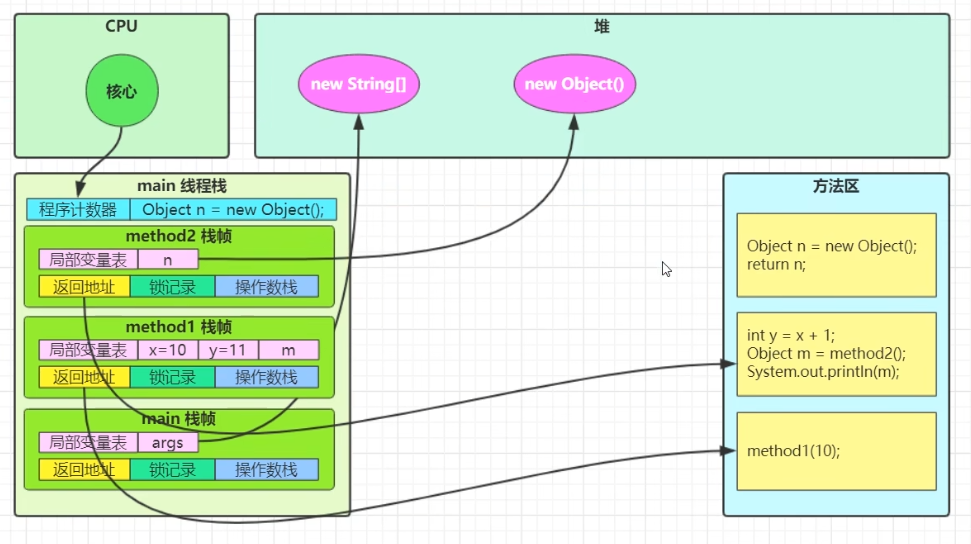 CPU
核心
堆
new String[]
new Object()
main 线程栈
程序计数器
Object n = new Object();
method2 栈帧
局部变量表
n
返回地址
锁记录
操作数栈
method1 栈帧
局部变量表
x=10
y=11
m
返回地址
锁记录
操作数栈
main 栈帧
局部变量表
args
返回地址
锁记录
操作数栈
方法区
Object n = new Object();
return n;
int y = x + 1;
Object m = method2();
System.out.println(m);
method1(10);